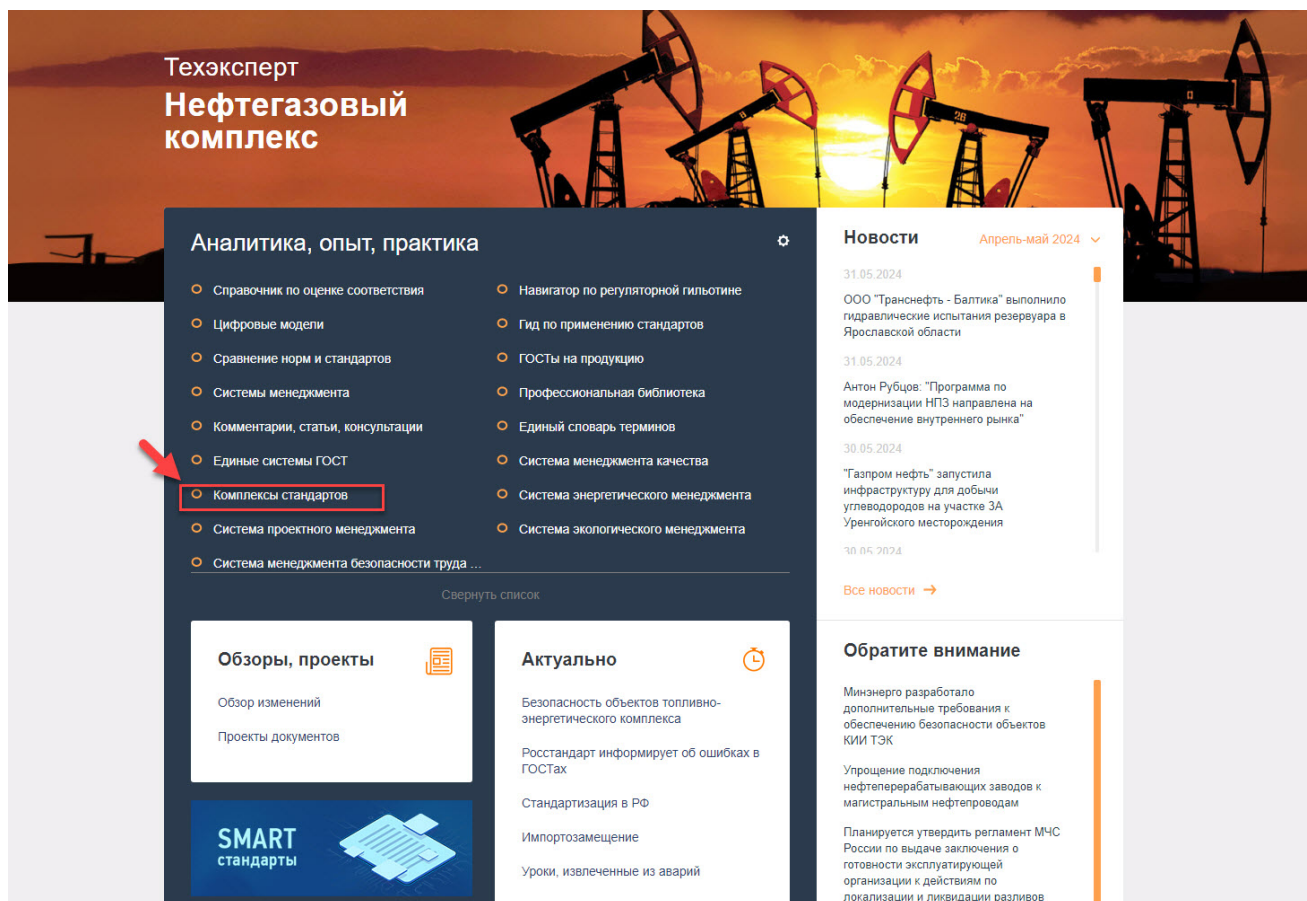 Техэксперт
Нефтегазовый
комплекс
Аналитика, опыт, практика
Справочник по оценке соответствия
Цифровые модели
Сравнение норм и стандартов
Системы менеджмента
Комментарии, статьи, консультации
Единые системы ГОСТ
Комплексы стандартов
Система проектного менеджмента
Система менеджмента безопасности труда ...
Навигатор по регуляторной гильотине
Гид по применению стандартов
ГОСТы на продукцию
Профессиональная библиотека
Единый словарь терминов
Система менеджмента качества
Система энергетического менеджмента
Система экологического менеджмента
Свернуть список
Обзоры, проекты
Обзор изменений
Проекты документов
SMART
стандарты
Актуально
Безопасность объектов топливно-
энергетического комплекса
Росстандарт информирует об ошибках в
ГОСТах
Стандартизация в РФ
Импортозамещение
Уроки, извлеченные из аварий
Новости
Апрель-май 2024
31.05.2024
ООО "Транснефть - Балтика" выполнило
гидравлические испытания резервуара в
Ярославской области
31.05.2024
Антон Рубцов: "Программа по
модернизации НПЗ направлена на
обеспечение внутреннего рынка"
30.05.2024
"Газпром нефть" запустила
инфраструктуру для добычи
углеводородов на участке 3А
Уренгойского месторождения
30.05.2024
Все новости
Обратите внимание
Минэнерго разработало
дополнительные требования к
обеспечению безопасности объектов
КИИ ТЭК
Упрощение подключения
нефтеперерабатывающих заводов к
магистральным нефтепроводам
Планируется утвердить регламент МЧС
России по выдаче заключения о
готовности эксплуатирующей
организации к действиям по
локализации и ликвидации разливов